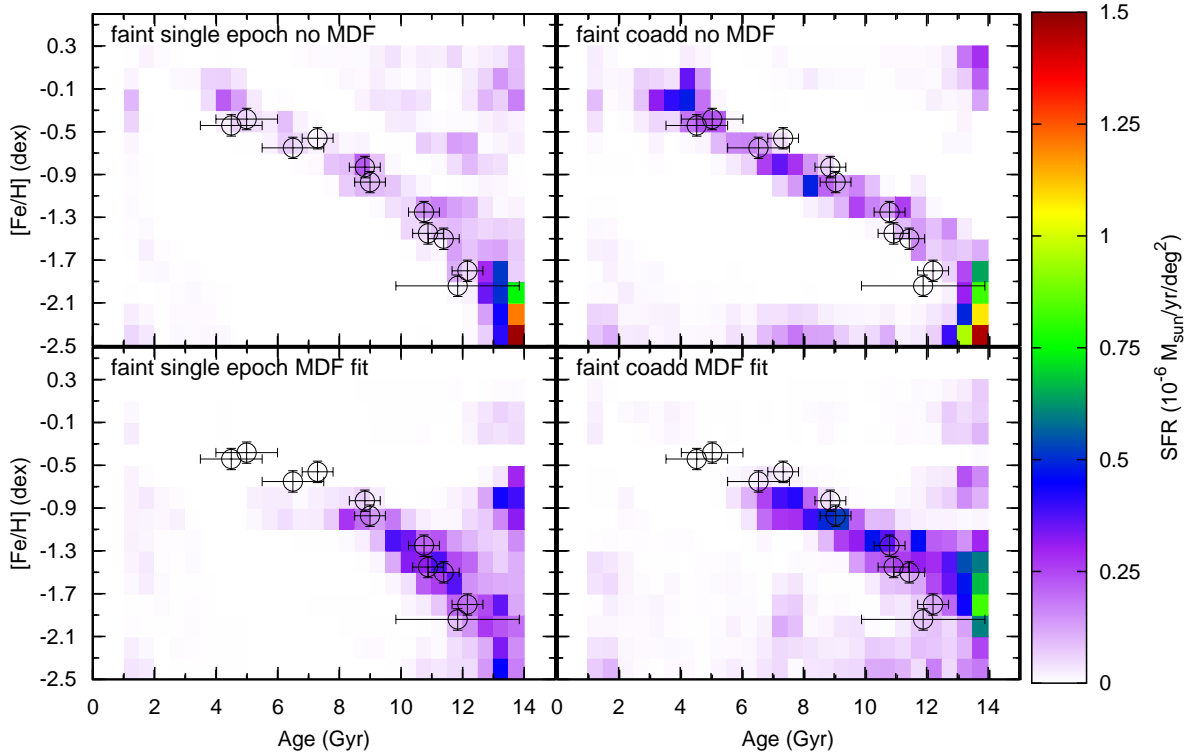 faint single epoch no MDF
faint coadd no MDF
faint single epoch MDF fit
faint coadd MDF fit
[Fe/H] (dex)
0.3
-0.1
-0.5
-0.9
-1.3
-1.7
-2.1
-2.5
[Fe/H] (dex)
0.3
-0.1
-0.5
-0.9
-1.3
-1.7
-2.1
-2.5
0 2 4 6 8 10 12 14
0 2 4 6 8 10 12 14
Age (Gyr)
Age (Gyr)
1.5
1.25
1
0.75
0.5
0.25
0
SFR (10^-6 M_sun/yr/deg^2)